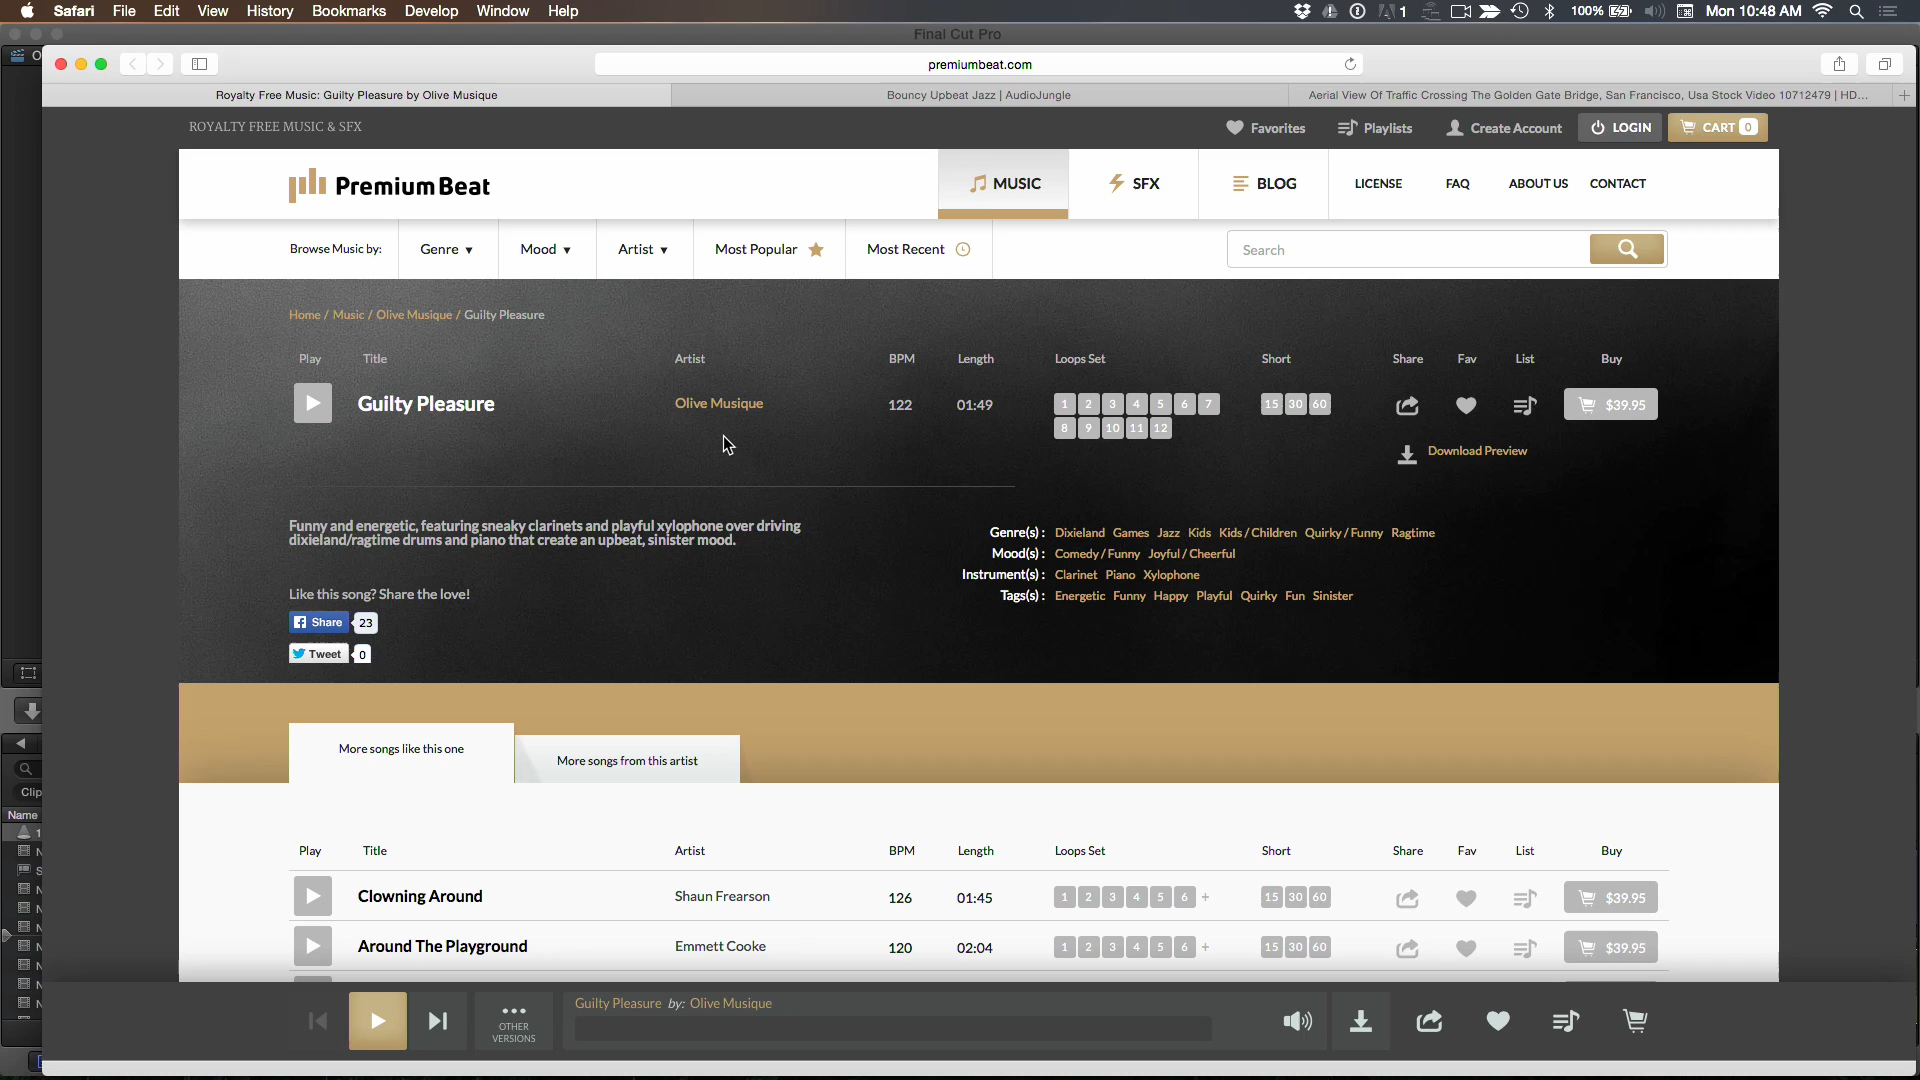 Safari File Edit View History Bookmarks Develop Window Help 1 100% Mon 10:48 AM
Final Cut Pro
premiumbeat.com
Royalty Free Music: Guilty Pleasure by Olive Musique Bouncy Upbeat Jazz | AudioJungle Aerial View Of Traffic Crossing The Golden Gate Bridge, San Francisco, Usa Stock Video 10712479 | HD...
ROYALTY FREE MUSIC & SFX Favorites Playlists Create Account LOGIN CART 0
PremiumBeat MUSIC SFX BLOG LICENSE FAQ ABOUT US CONTACT
Browse Music by: Genre Mood Artist Most Popular Most Recent Search
Home / Music / Olive Musique / Guilty Pleasure
Play Title Artist BPM Length Loops Set Short Share Fav List Buy
Guilty Pleasure Olive Musique 122 01:49 1 2 3 4 5 6 7 15 30 60 $39.95
8 9 10 11 12
Download Preview
Funny and energetic, featuring sneaky clarinets and playful xylophone over driving
dixieland/ragtime drums and piano that create an upbeat, sinister mood.
Genre(s) : Dixieland Games Jazz Kids Kids / Children Quirky / Funny Ragtime
Mood(s) : Comedy / Funny Joyful / Cheerful
Instrument(s) : Clarinet Piano Xylophone
Tags(s) : Energetic Funny Happy Playful Quirky Fun Sinister
Like this song? Share the love!
Share 23
Tweet 0
More songs like this one
More songs from this artist
Clip
Name
Play Title Artist BPM Length Loops Set Short Share Fav List Buy
Clowning Around Shaun Frearson 126 01:45 1 2 3 4 5 6 + 15 30 60 $39.95
Around The Playground Emmett Cooke 120 02:04 1 2 3 4 5 6 + 15 30 60 $39.95
Guilty Pleasure by: Olive Musique
OTHER
VERSIONS